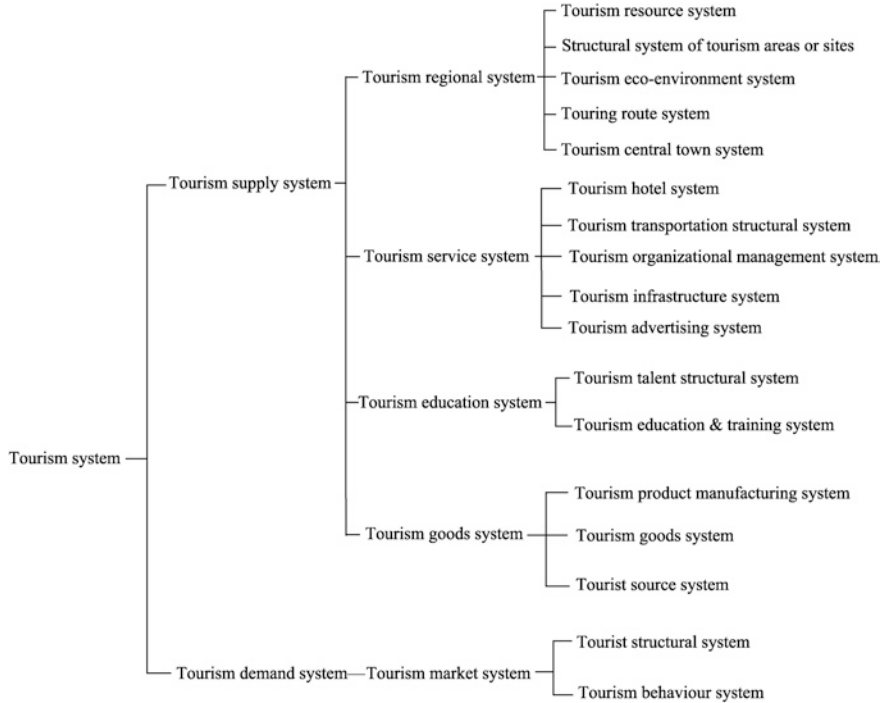 Tourism resource system
Structural system of tourism areas or sites
Tourism regional system
Tourism eco-environment system
Touring route system
Tourism central town system
Tourism supply system
Tourism hotel system
Tourism transportation structural system
Tourism service system
Tourism organizational management system
Tourism infrastructure system
Tourism advertising system
Tourism talent structural system
Tourism education system
Tourism education & training system
Tourism system
Tourism product manufacturing system
Tourism goods system
Tourism goods system
Tourist source system
Tourist structural system
Tourism demand system
Tourism market system
Tourism behaviour system